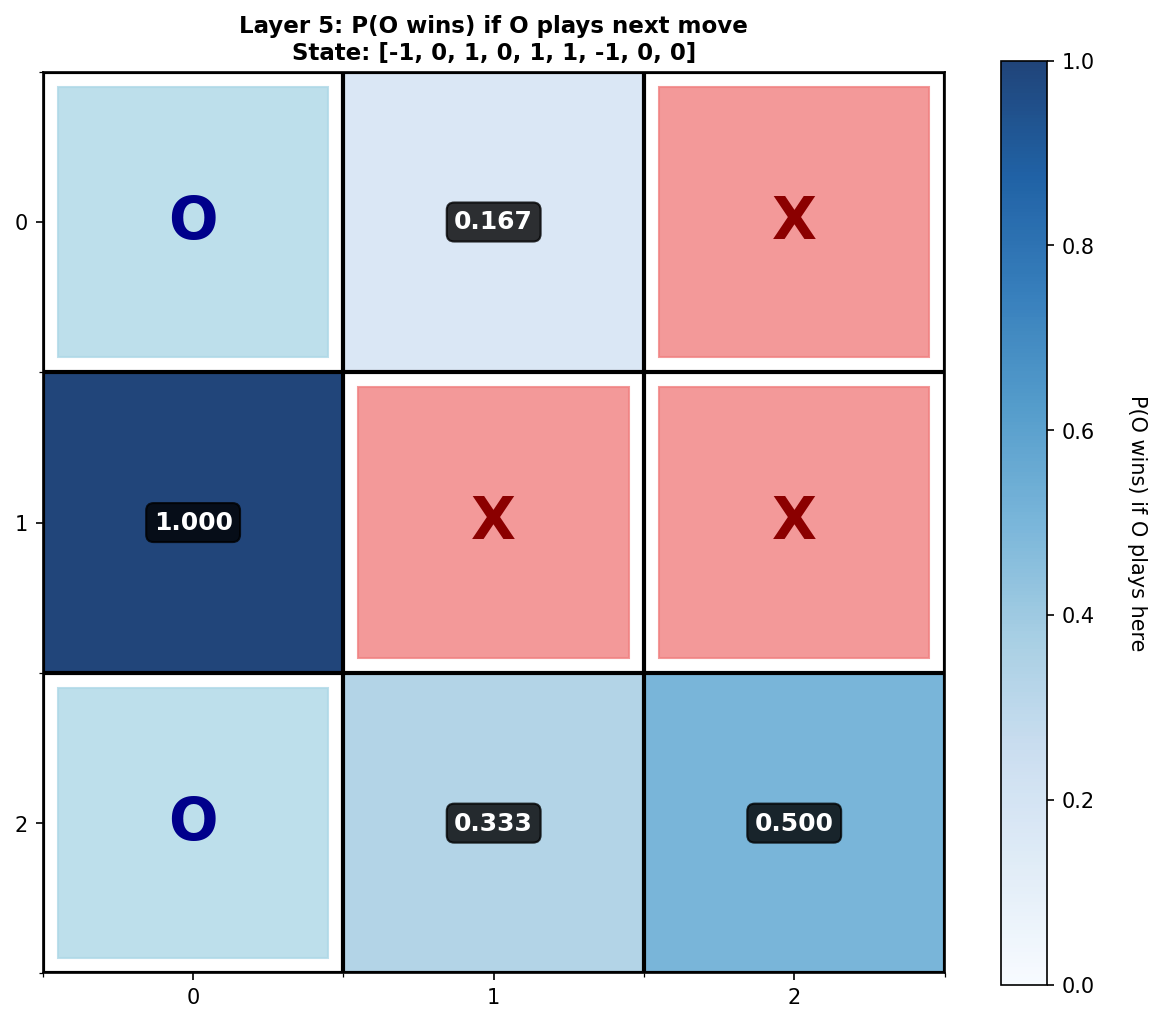 Layer 5: P(O wins) if O plays next move
State: [-1, 0, 1, 0, 1, 1, -1, 0, 0]
0
O
0.167
X
1
1.000
X
X
2
O
0.333
0.500
0
1
2
1.0
0.8
0.6
0.4
0.2
0.0
P(O wins) if O plays here